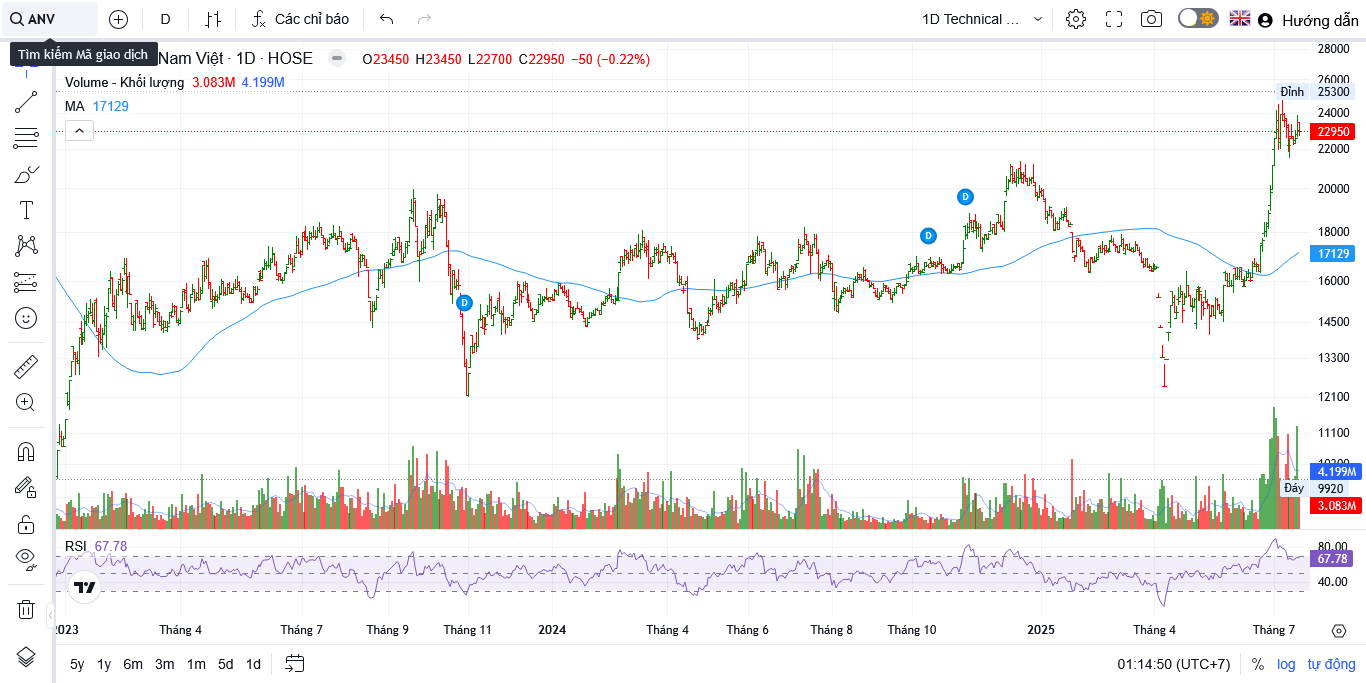 ANV
D
Các chỉ báo
1D Technical ...
Hướng dẫn
Tìm kiếm Mã giao dịch
Nam Việt · 1D · HOSE
O23450 H23450 L22700 C22950 −50 (−0.22%)
Volume - Khối lượng 3.083M 4.199M
MA 17129
28000
26000
Đỉnh 25300
24000
22950
22000
20000
18000
17129
16000
14500
13300
12100
11100
4.199M
Đáy 9920
3.083M
D
D
D
RSI 67.78
80.00
67.78
40.00
2023 Tháng 4 Tháng 7 Tháng 9 Tháng 11 2024 Tháng 4 Tháng 6 Tháng 8 Tháng 10 2025 Tháng 4 Tháng 7
5y 1y 6m 3m 1m 5d 1d
01:14:50 (UTC+7) % log tự động